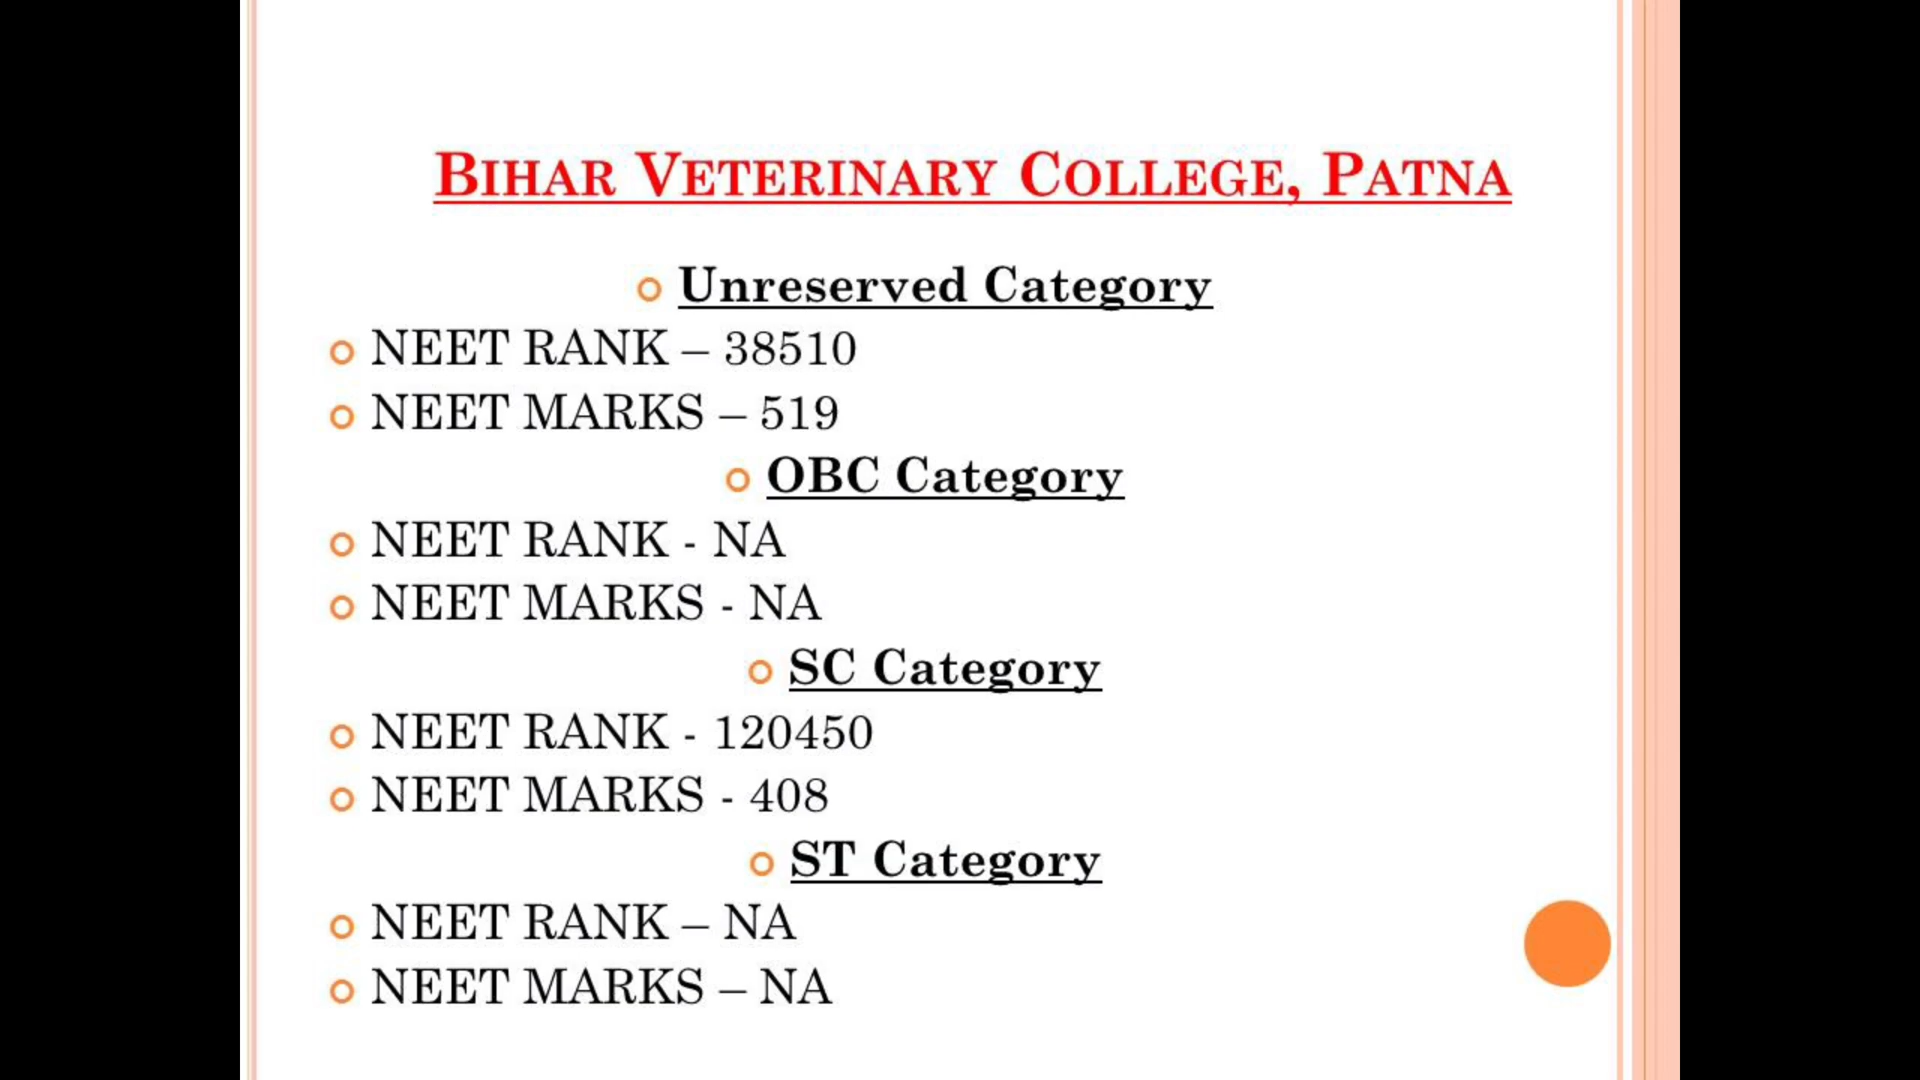 BIHAR VETERINARY COLLEGE, PATNA
Unreserved Category
NEET RANK – 38510
NEET MARKS – 519
OBC Category
NEET RANK - NA
NEET MARKS - NA
SC Category
NEET RANK - 120450
NEET MARKS - 408
ST Category
NEET RANK – NA
NEET MARKS – NA